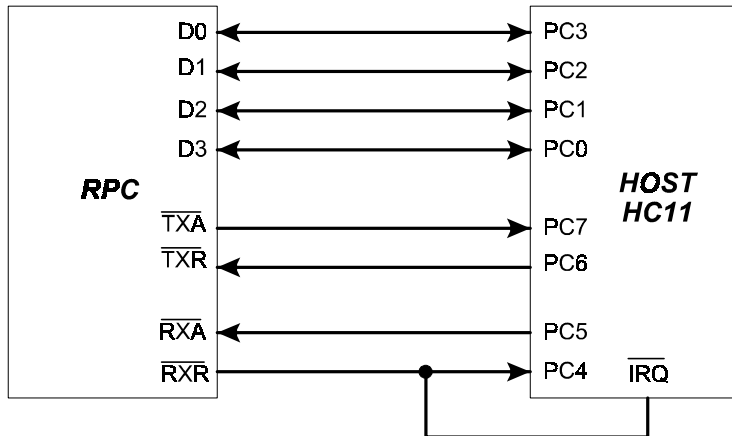 D0 PC3
D1 PC2
D2 PC1
D3 PC0
RPC HOST
HC11
TXA PC7
TXR PC6
RXA PC5
RXR PC4 IRQ